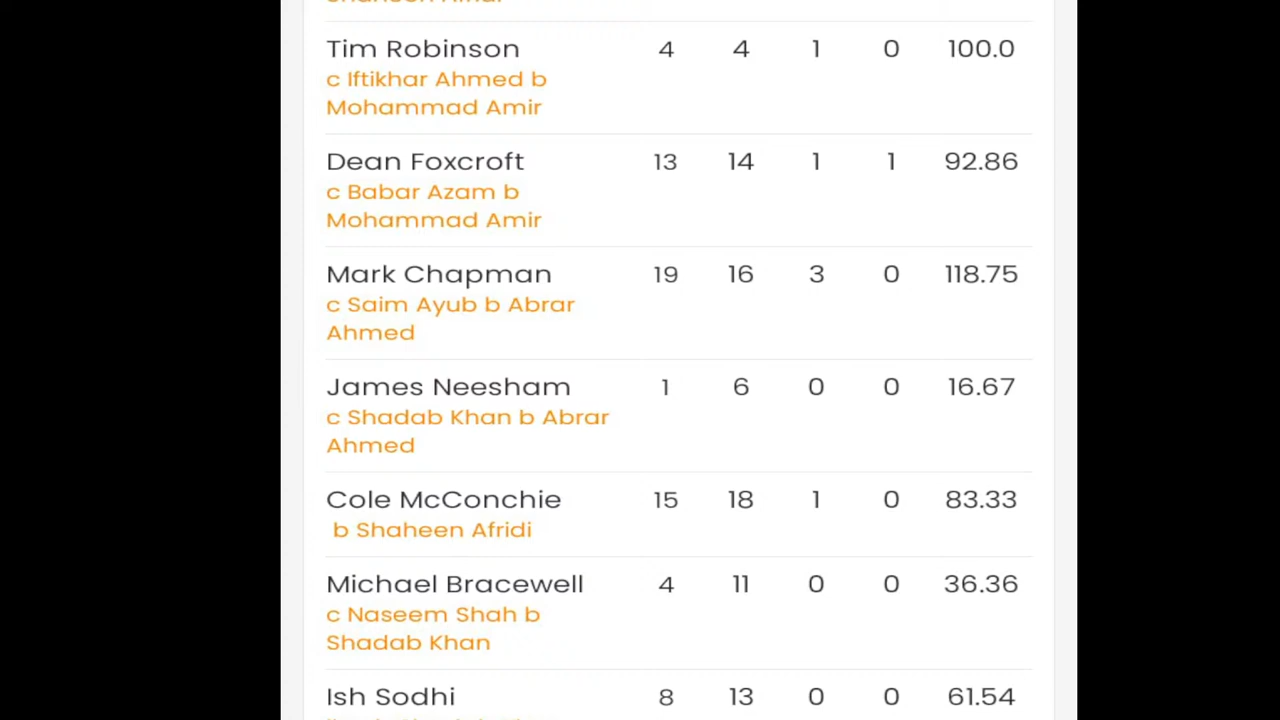 Tim Robinson 4 4 1 0 100.0
c Iftikhar Ahmed b
Mohammad Amir
Dean Foxcroft 13 14 1 1 92.86
c Babar Azam b
Mohammad Amir
Mark Chapman 19 16 3 0 118.75
c Saim Ayub b Abrar
Ahmed
James Neesham 1 6 0 0 16.67
c Shadab Khan b Abrar
Ahmed
Cole McConchie 15 18 1 0 83.33
b Shaheen Afridi
Michael Bracewell 4 11 0 0 36.36
c Naseem Shah b
Shadab Khan
Ish Sodhi 8 13 0 0 61.54